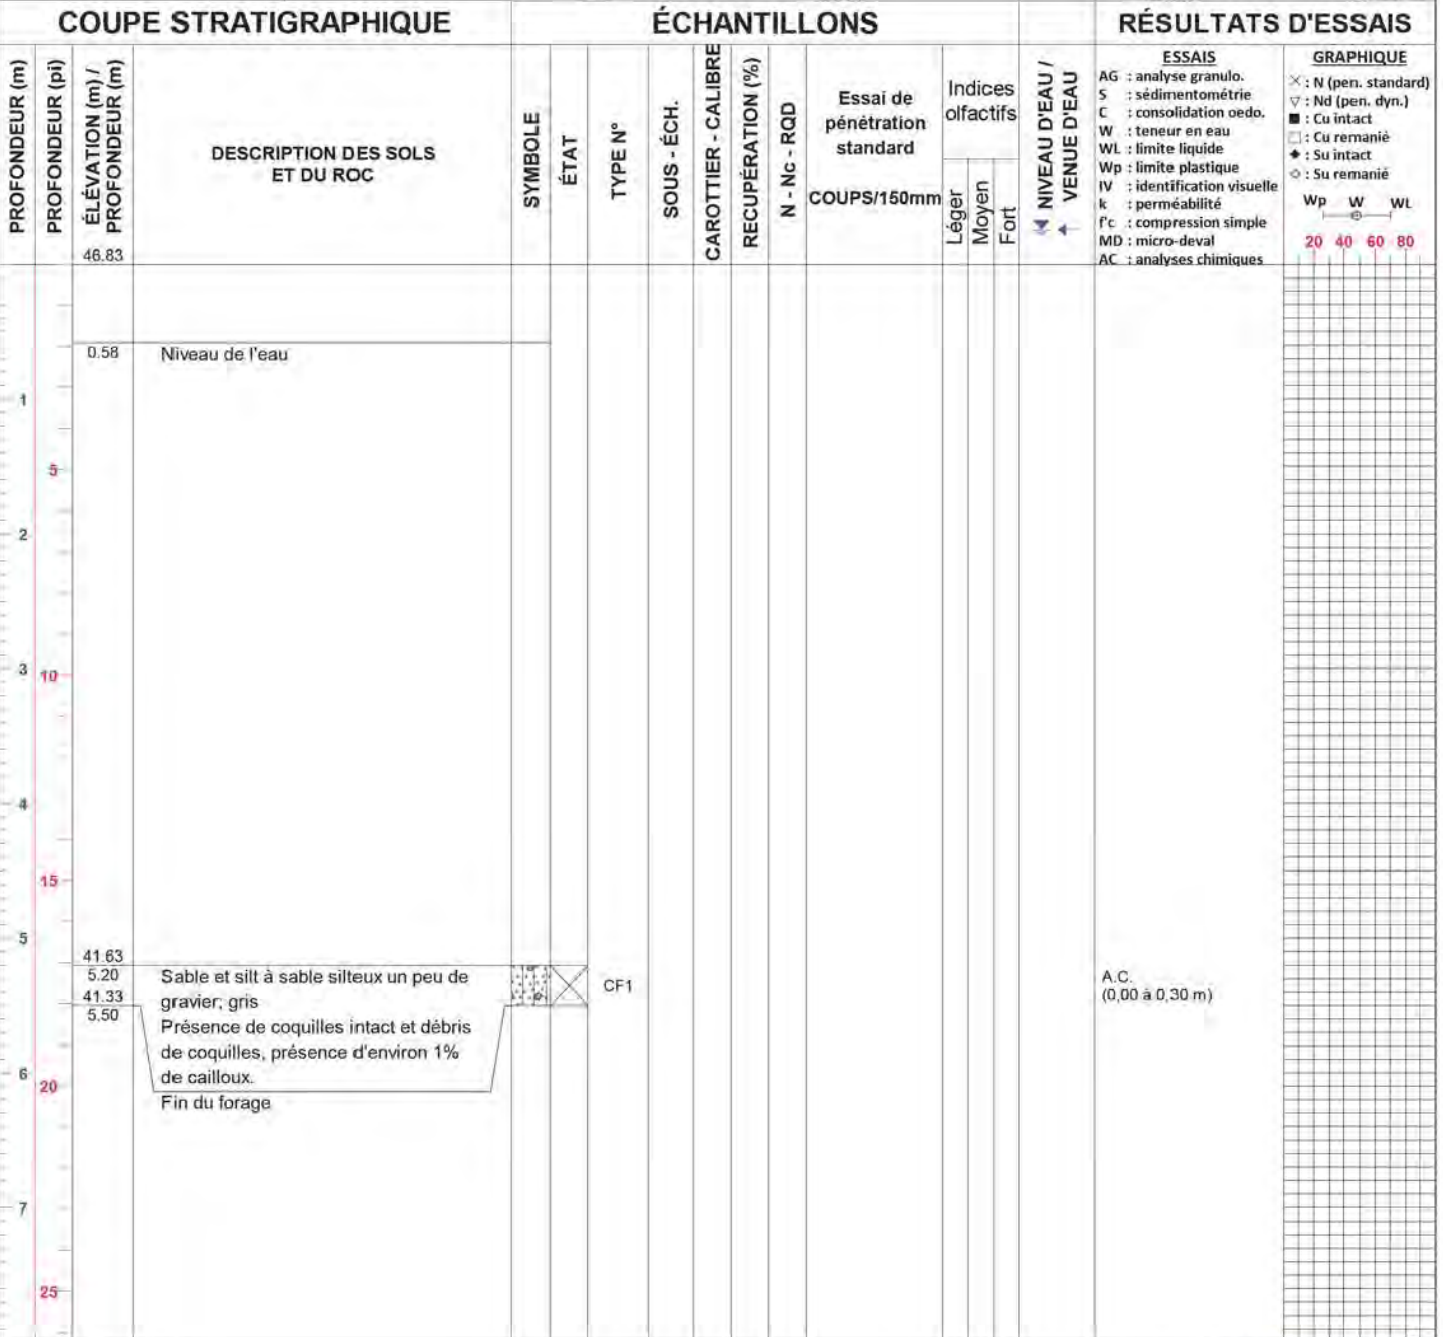 COUPE STRATIGRAPHIQUE
ÉCHANTILLONS
RÉSULTATS D'ESSAIS
PROFONDEUR (m)
PROFONDEUR (pi)
ÉLÉVATION (m) /
PROFONDEUR (m)
46.83
DESCRIPTION DES SOLS
ET DU ROC
SYMBOLE
ÉTAT
TYPE N°
SOUS - ÉCH.
CAROTTIER - CALIBRE
RECUPÉRATION (%)
N - Nc - RQD
Essai de
pénétration
standard
COUPS/150mm
Indices
olfactifs
Léger
Moyen
Fort
NIVEAU D'EAU /
VENUE D'EAU
ESSAIS
AG : analyse granulo.
S : sédimentométrie
C : consolidation oedo.
W : teneur en eau
WL : limite liquide
Wp : limite plastique
IV : identification visuelle
k : perméabilité
f'c : compression simple
MD : micro-deval
AC : analyses chimiques
GRAPHIQUE
: N (pen. standard)
: Nd (pen. dyn.)
: Cu intact
: Cu remanié
: Su intact
: Su remanié
Wp W WL
20 40 60 80
0.58 Niveau de l'eau
1
5
2
3
10
4
15
5
41.63
5.20 Sable et silt à sable silteux un peu de
41.33 gravier, gris
5.50
Présence de coquilles intact et débris
de coquilles, présence d'environ 1%
de cailloux.
CF1
A.C.
(0,00 à 0,30 m)
6
20
Fin du forage
7
25